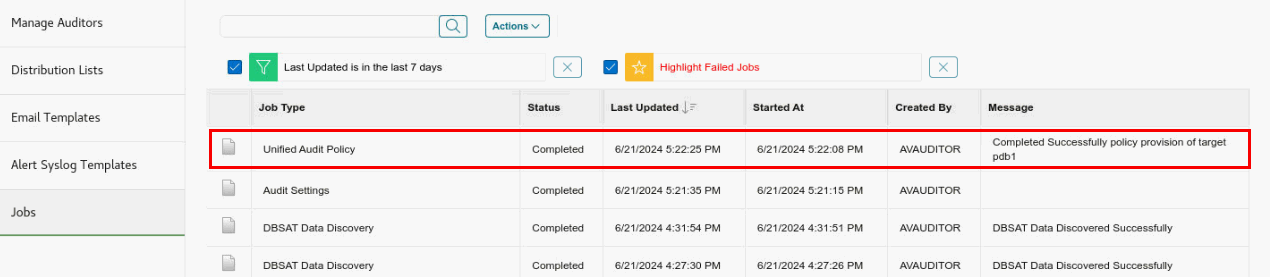 Manage Auditors
Distribution Lists
Email Templates
Alert Syslog Templates
Jobs
Actions
Last Updated is in the last 7 days
Highlight Failed Jobs
Job Type Status Last Updated Started At Created By Message
Unified Audit Policy Completed 6/21/2024 5:22:25 PM 6/21/2024 5:22:08 PM AVAUDITOR Completed Successfully policy provision of target
pdb1
Audit Settings Completed 6/21/2024 5:21:35 PM 6/21/2024 5:21:15 PM AVAUDITOR
DBSAT Data Discovery Completed 6/21/2024 4:31:54 PM 6/21/2024 4:31:51 PM AVAUDITOR DBSAT Data Discovered Successfully
DBSAT Data Discovery Completed 6/21/2024 4:27:30 PM 6/21/2024 4:27:26 PM AVAUDITOR DBSAT Data Discovered Successfully